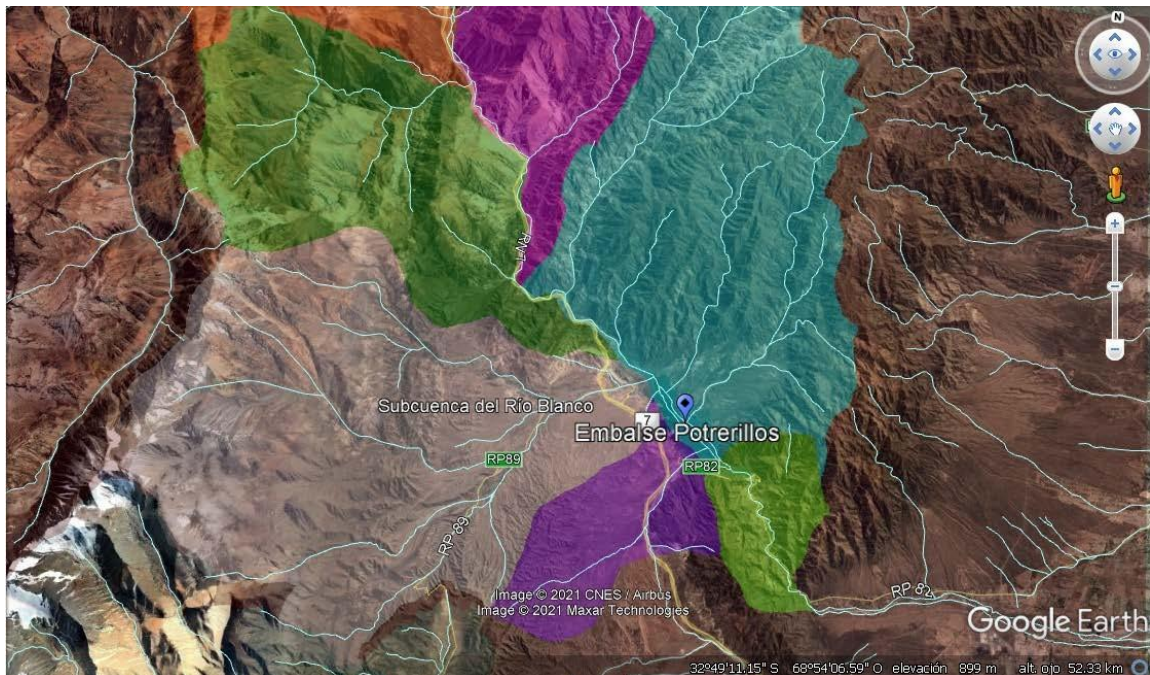 N
RN 7
Subcuenca del Río Blanco
7
Embalse Potrerillos
RP89
RP82
RP 89
Image © 2021 CNES / Airbus
Image © 2021 Maxar Technologies
RP 82
Google Earth
32°49'11.15" S 68°54'06.59" O elevación 899 m alt. ojo 52.33 km